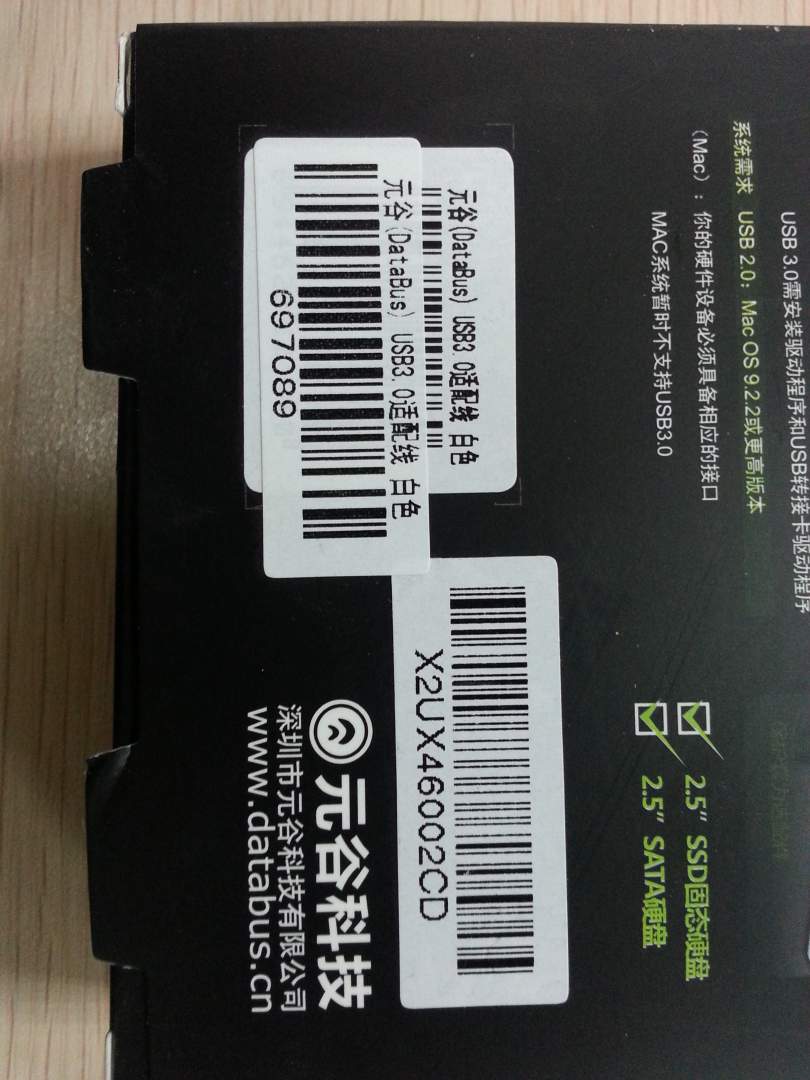 USB 3.0需安装驱动程序和USB转接卡驱动程序
系统需求 USB 2.0：Mac OS 9.2.2或更高版本
（Mac）：你的硬件设备必须具备相应的接口
MAC系统暂时不支持USB3.0
元谷(DataBus) USB3.0适配线 白色
元谷(DataBus) USB3.0适配线 白色
697089
X2UX46002CD
2.5" SSD固态硬盘
2.5" SATA硬盘
元谷科技
深圳市元谷科技有限公司
www.databus.cn